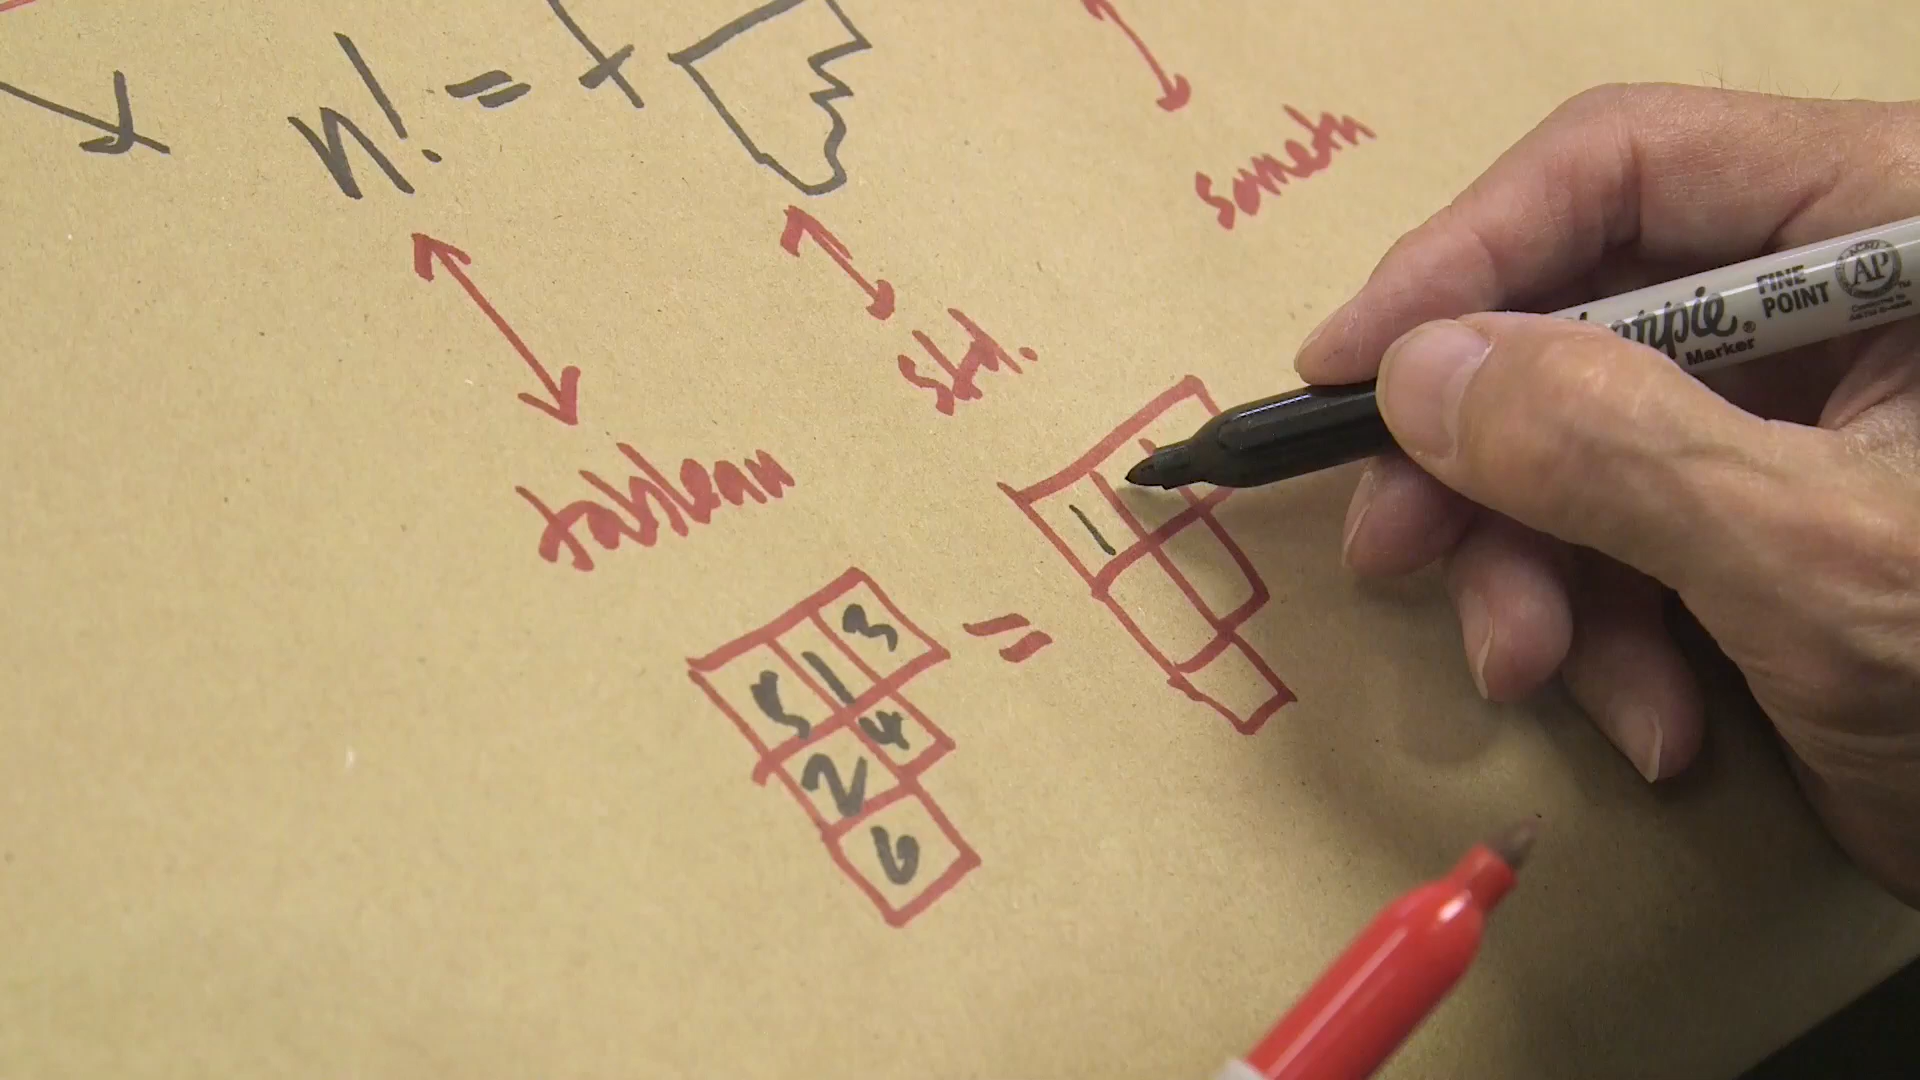 n! = f
someth
std.
tableau
5 1 3
2 4
6
=
1
Sharpie®
Marker
FINE
POINT
AP